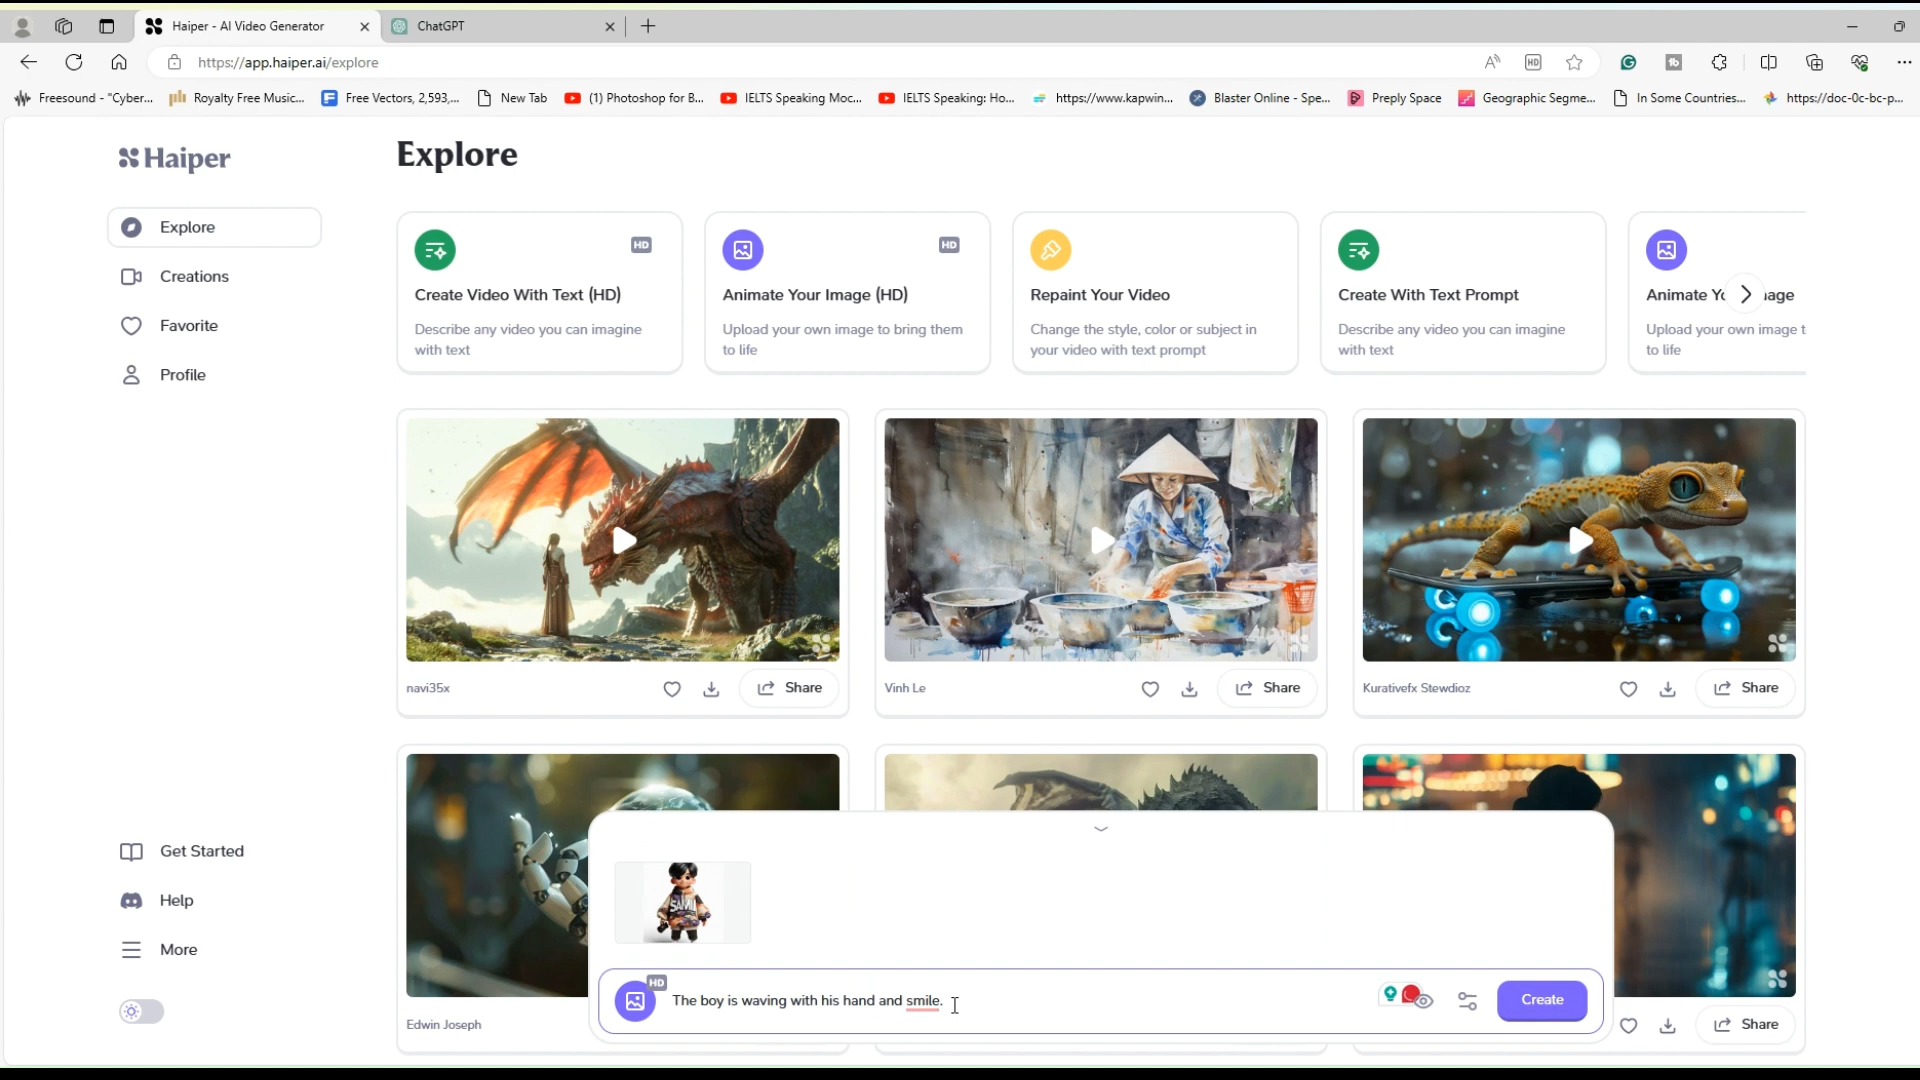 Haiper - AI Video Generator
ChatGPT
https://app.haiper.ai/explore
Freesound - "Cyber...
Royalty Free Music...
Free Vectors, 2,593,...
New Tab
(1) Photoshop for B...
IELTS Speaking Moc...
IELTS Speaking: Ho...
https://www.kapwin...
Blaster Online - Spe...
Preply Space
Geographic Segme...
In Some Countries...
https://doc-0c-bc-p...
Haiper
Explore
Creations
Favorite
Profile
Get Started
Help
More
Explore
HD
Create Video With Text (HD)
Describe any video you can imagine
with text
HD
Animate Your Image (HD)
Upload your own image to bring them
to life
Repaint Your Video
Change the style, color or subject in
your video with text prompt
Create With Text Prompt
Describe any video you can imagine
with text
Upload your own image t
to life
navi35x
Share
Vinh Le
Share
Kurativefx Stewdioz
Share
Edwin Joseph
Share
SAMI
HD
The boy is waving with his hand and smile.
Create